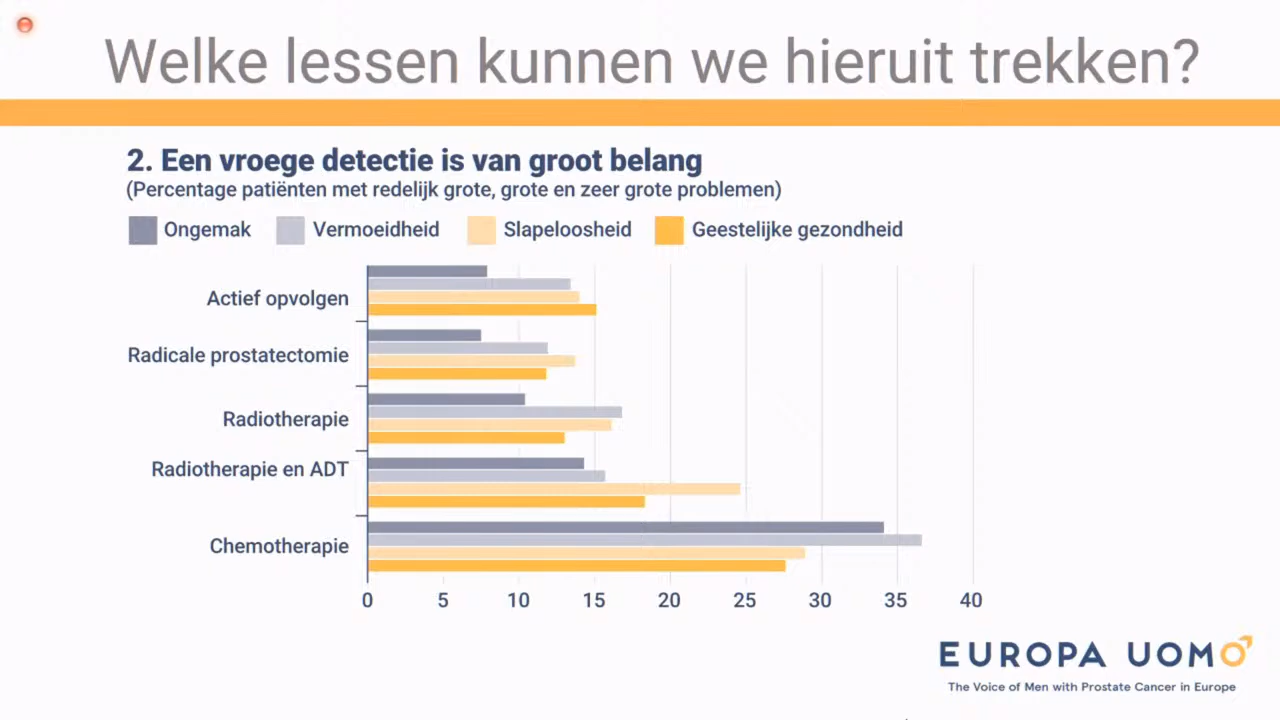 Welke lessen kunnen we hieruit trekken?
2. Een vroege detectie is van groot belang
(Percentage patiënten met redelijk grote, grote en zeer grote problemen)
Ongemak Vermoeidheid Slapeloosheid Geestelijke gezondheid
Actief opvolgen
Radicale prostatectomie
Radiotherapie
Radiotherapie en ADT
Chemotherapie
0 5 10 15 20 25 30 35 40
EUROPA UOMO
The Voice of Men with Prostate Cancer in Europe